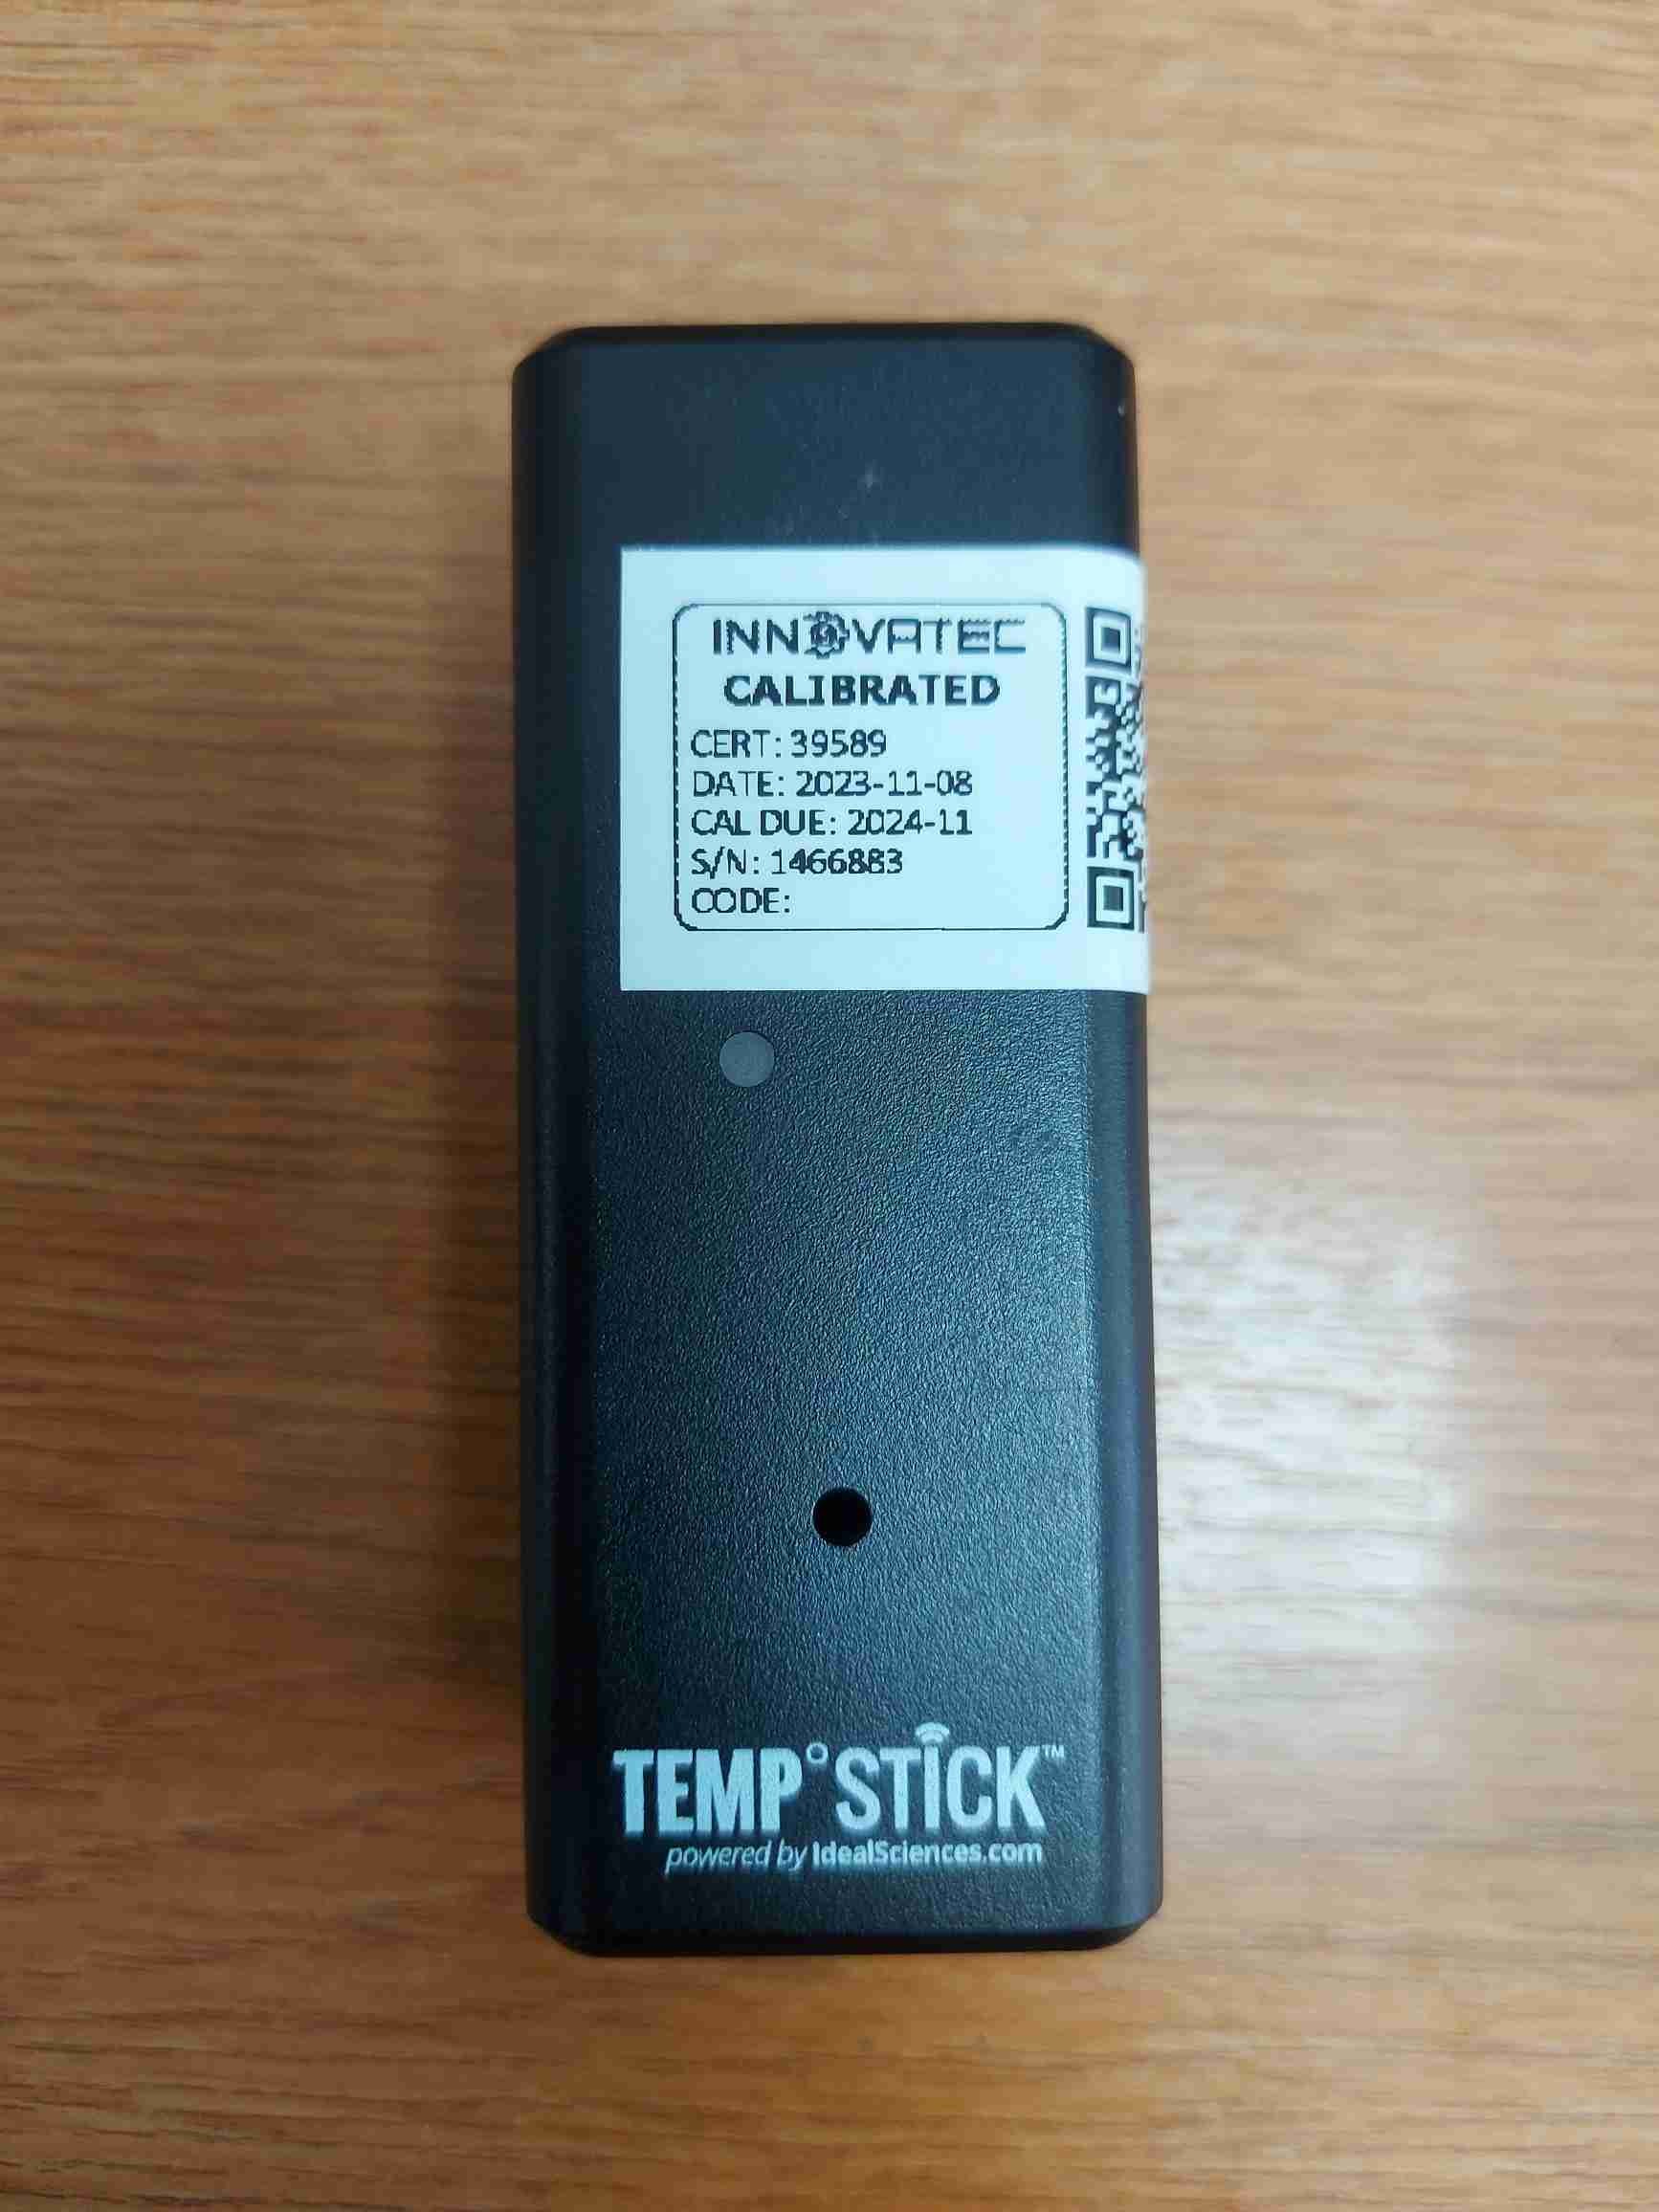 INNOVATEC
CALIBRATED
CERT: 39589
DATE: 2023-11-08
CAL DUE: 2024-11
S/N: 1466883
CODE:
TEMP°STICK™
powered by IdealSciences.com